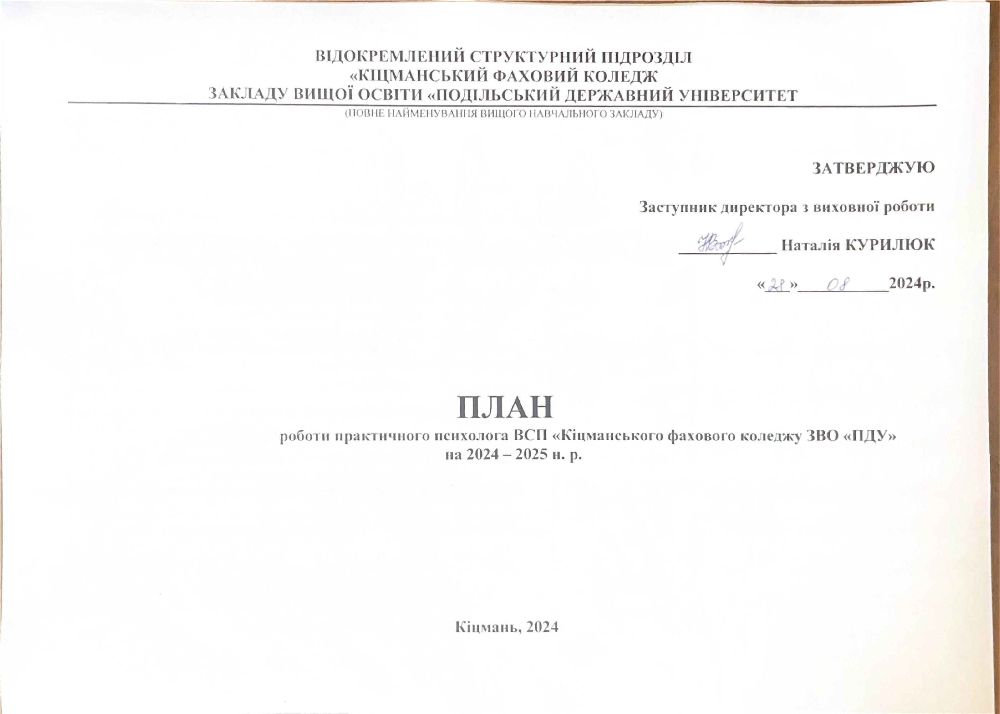 ВІДОКРЕМЛЕНИЙ СТРУКТУРНИЙ ПІДРОЗДІЛ
«КІЦМАНСЬКИЙ ФАХОВИЙ КОЛЕДЖ
ЗАКЛАДУ ВИЩОЇ ОСВІТИ «ПОДІЛЬСЬКИЙ ДЕРЖАВНИЙ УНІВЕРСИТЕТ
(ПОВНЕ НАЙМЕНУВАННЯ ВИЩОГО НАВЧАЛЬНОГО ЗАКЛАДУ)
ЗАТВЕРДЖУЮ
Заступник директора з виховної роботи
Наталія КУРИЛЮК
«28» 08 2024р.
ПЛАН
роботи практичного психолога ВСП «Кіцманського фахового коледжу ЗВО «ПДУ»
на 2024 – 2025 н. р.
Кіцмань, 2024